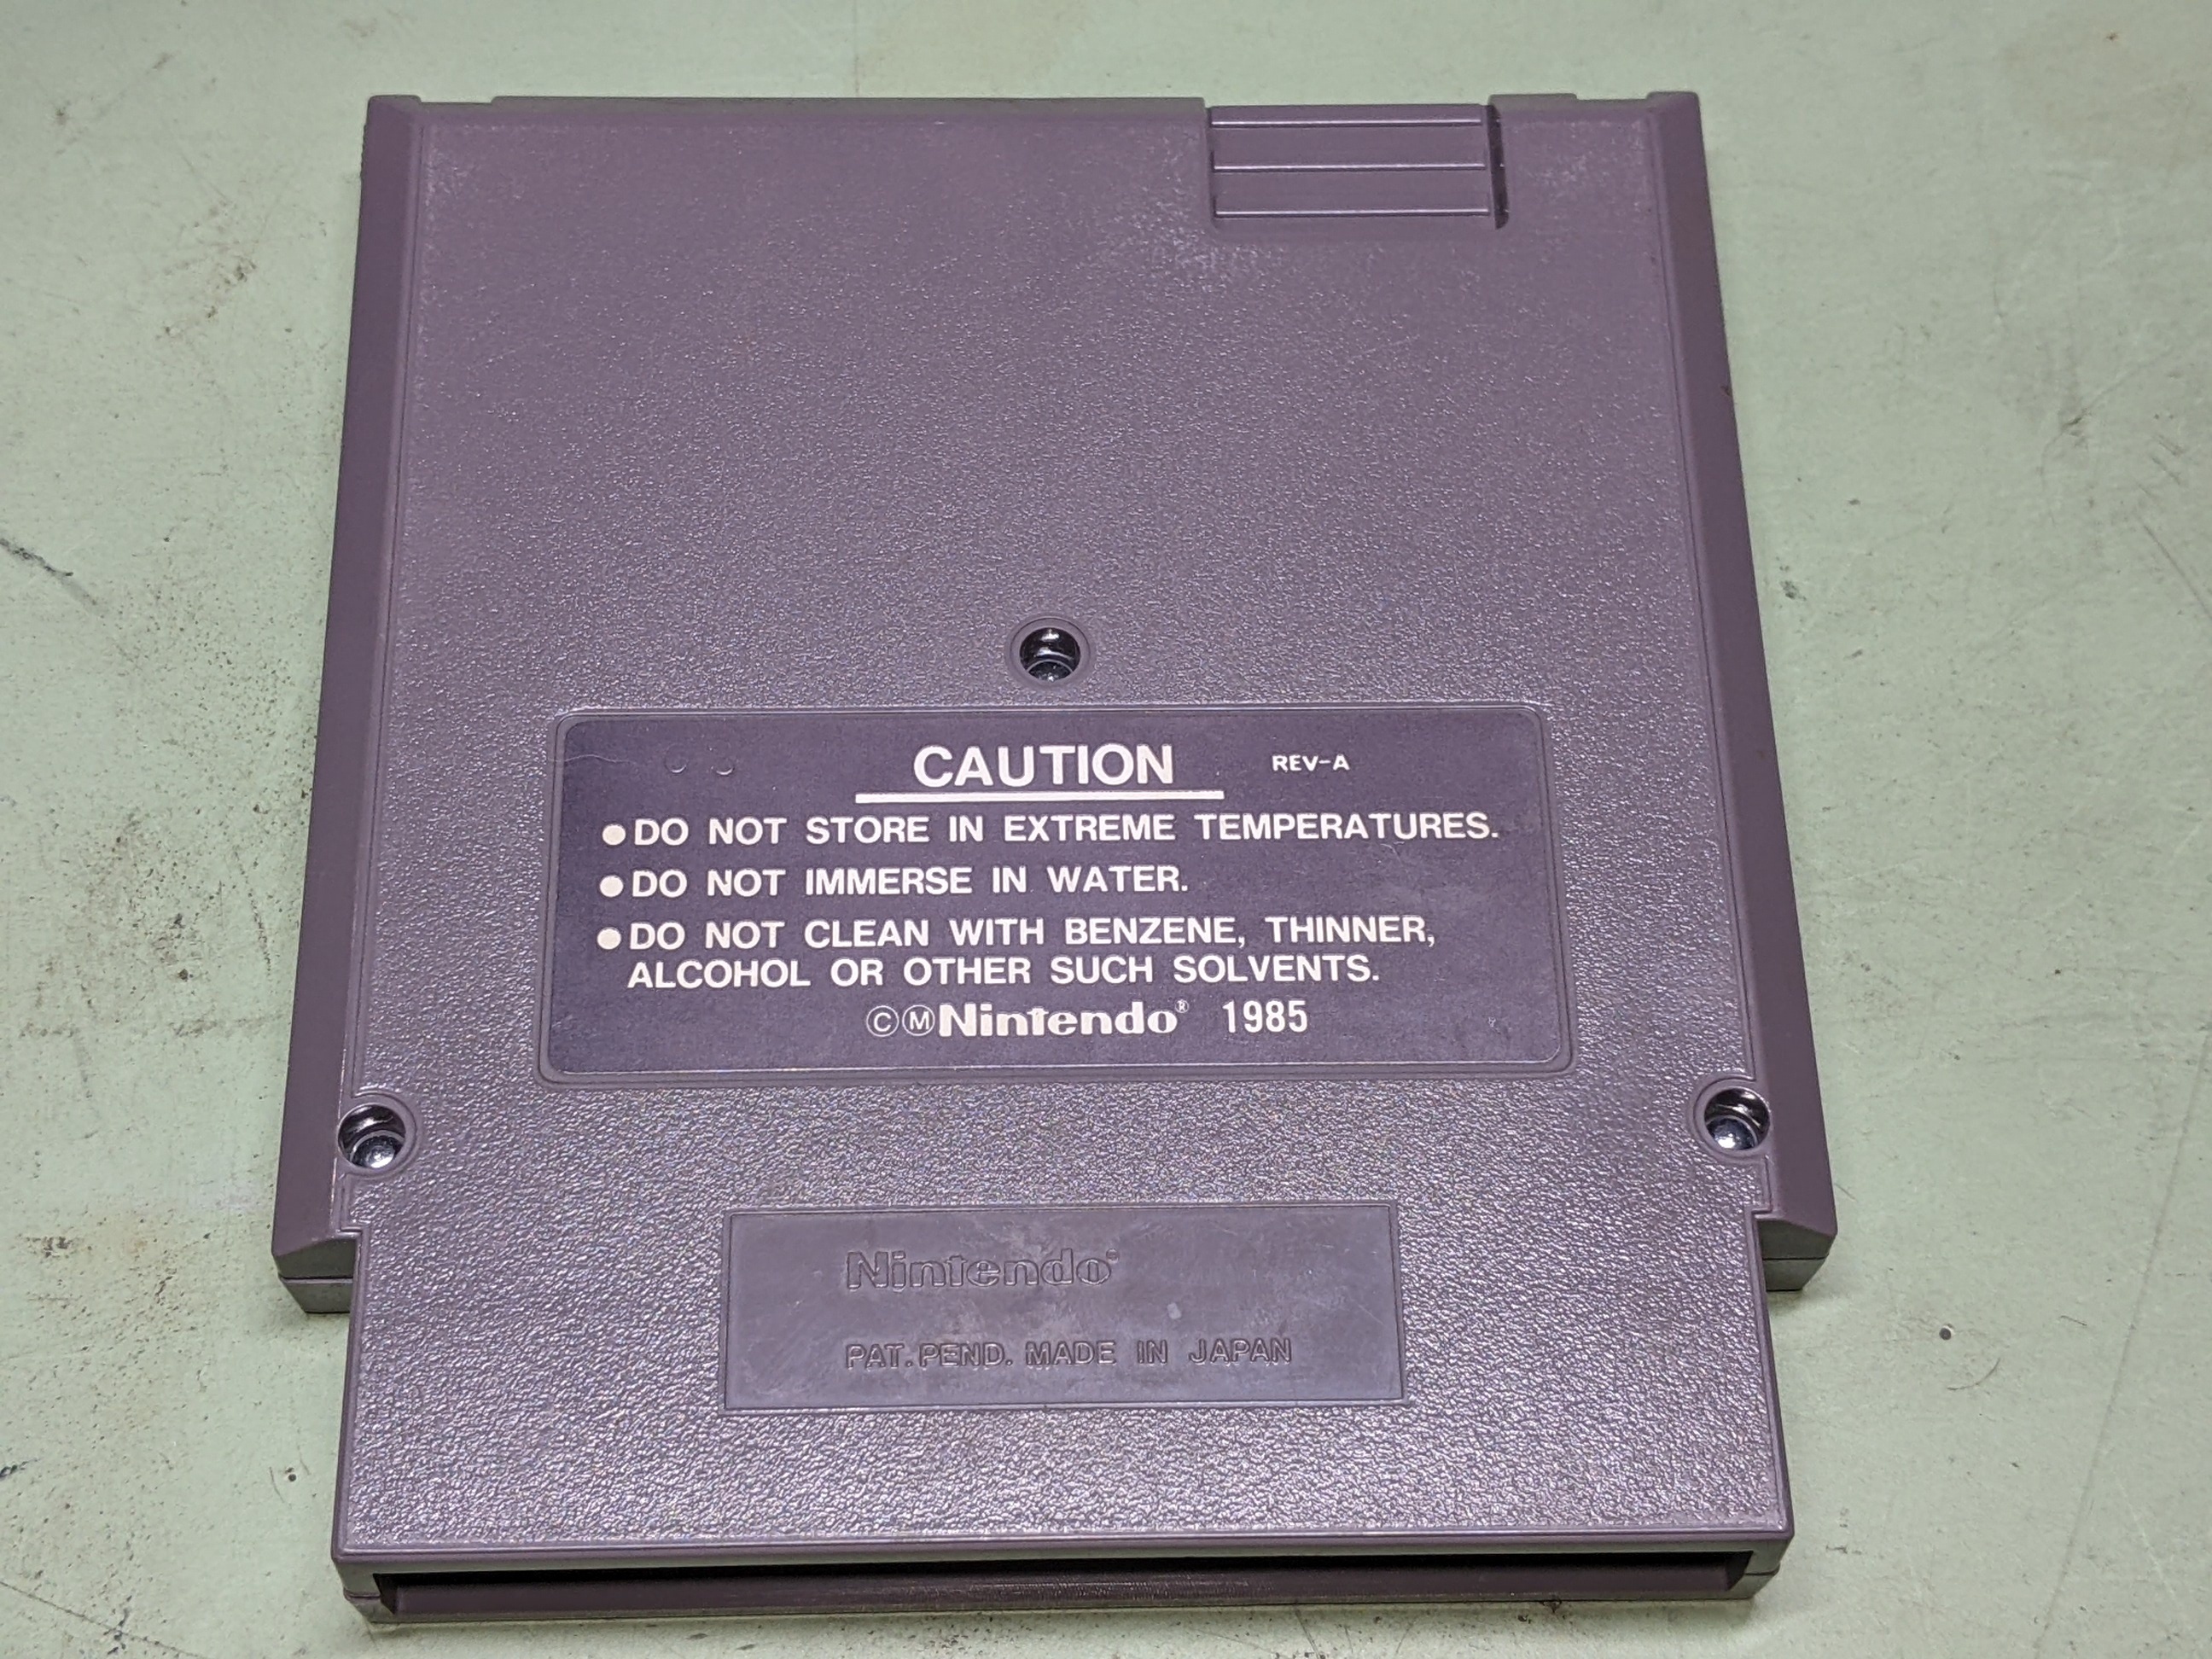 CAUTION REV-A
●DO NOT STORE IN EXTREME TEMPERATURES.
●DO NOT IMMERSE IN WATER.
●DO NOT CLEAN WITH BENZENE, THINNER,
ALCOHOL OR OTHER SUCH SOLVENTS.
©ⓂNintendo® 1985
Nintendo®
PAT. PEND. MADE IN JAPAN